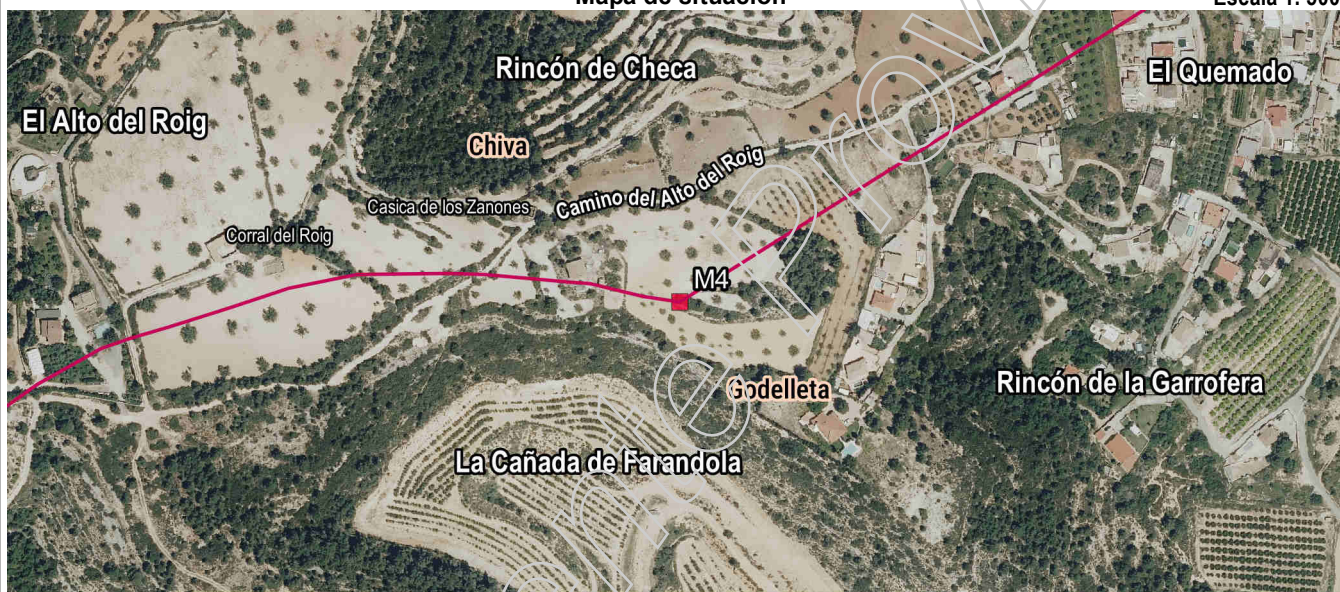 Mapa de situación
Rincón de Checa
El Quemado
El Alto del Roig
Chiva
Camino del Alto del Roig
Casica de los Zanones
Corral del Roig
M4
Godelleta
Rincón de la Garrofera
La Cañada de Farandola